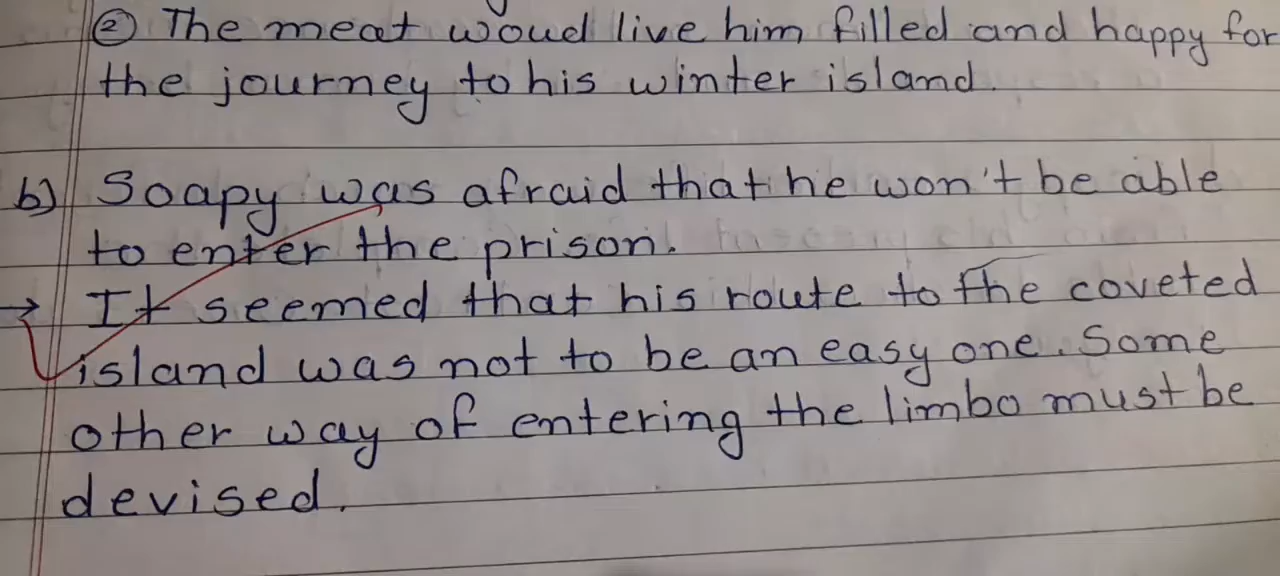 ② The meat woud live him filled and happy for
the journey to his winter island.
b) Soapy was afraid that he won't be able
to enter the prison.
→ It seemed that his route to the coveted
island was not to be an easy one. Some
other way of entering the limbo must be
devised.